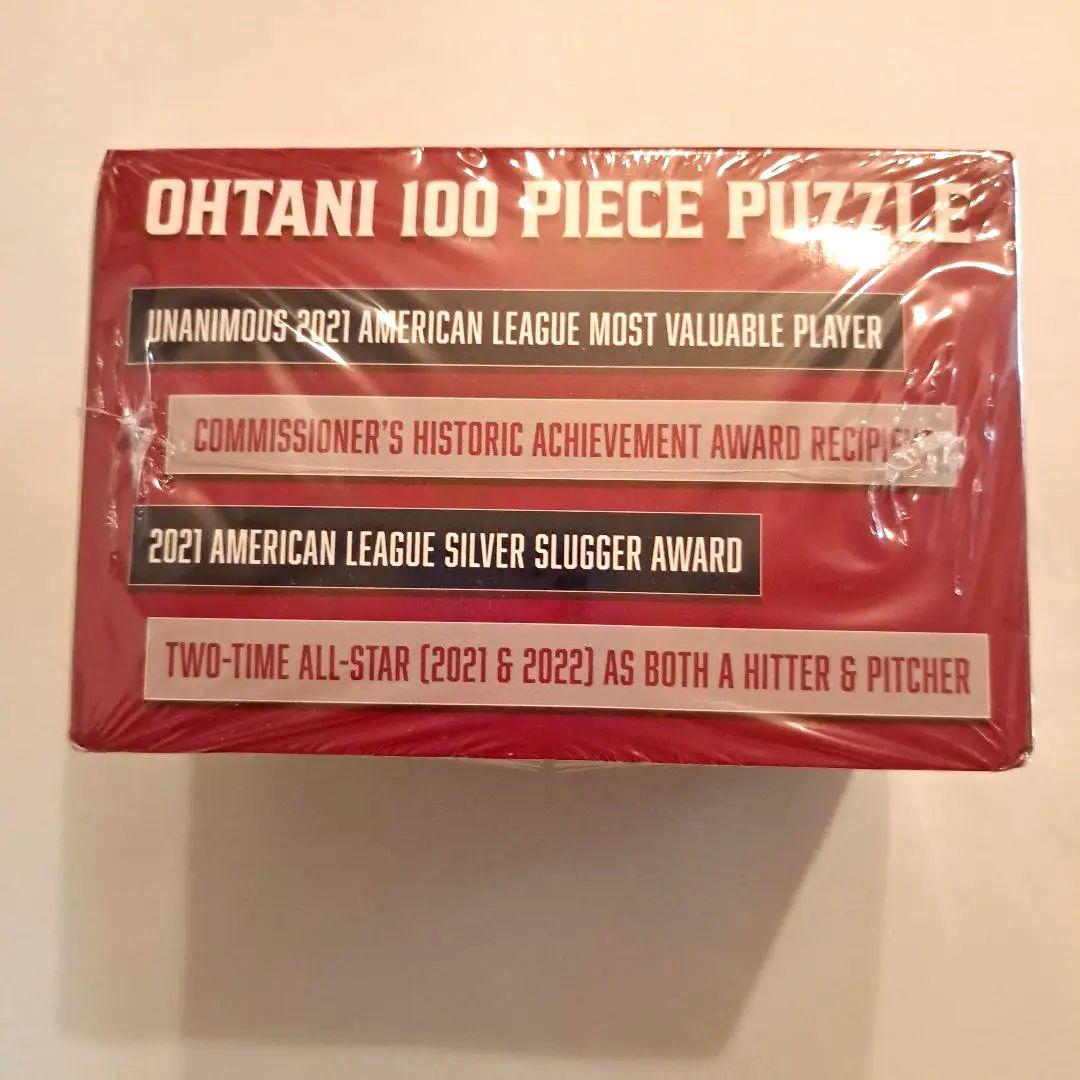 OHTANI 100 PIECE PUZZLE
UNANIMOUS 2021 AMERICAN LEAGUE MOST VALUABLE PLAYER
COMMISSIONER'S HISTORIC ACHIEVEMENT AWARD RECIPIENT
2021 AMERICAN LEAGUE SILVER SLUGGER AWARD
TWO-TIME ALL-STAR (2021 & 2022) AS BOTH A HITTER & PITCHER